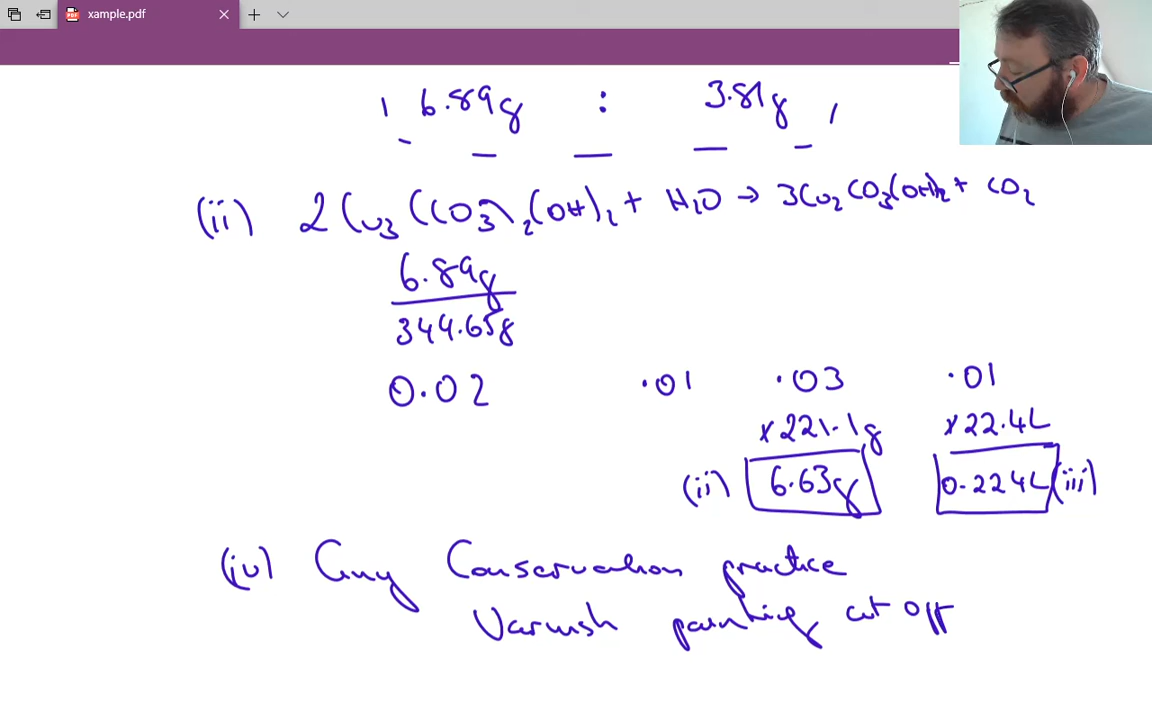 xample.pdf
1 6.89g : 3.81g 1
(ii) 2Cu3(CO3)2(OH)2 + H2O → 3Cu2CO3(OH)2 + CO2
6.89g
344.65g
0.02 .01 .03 .01
x221.1g x22.4L
(ii) 6.63g 0.224L (iii)
(iv) Any Conservation practice
Varnish painting cut off